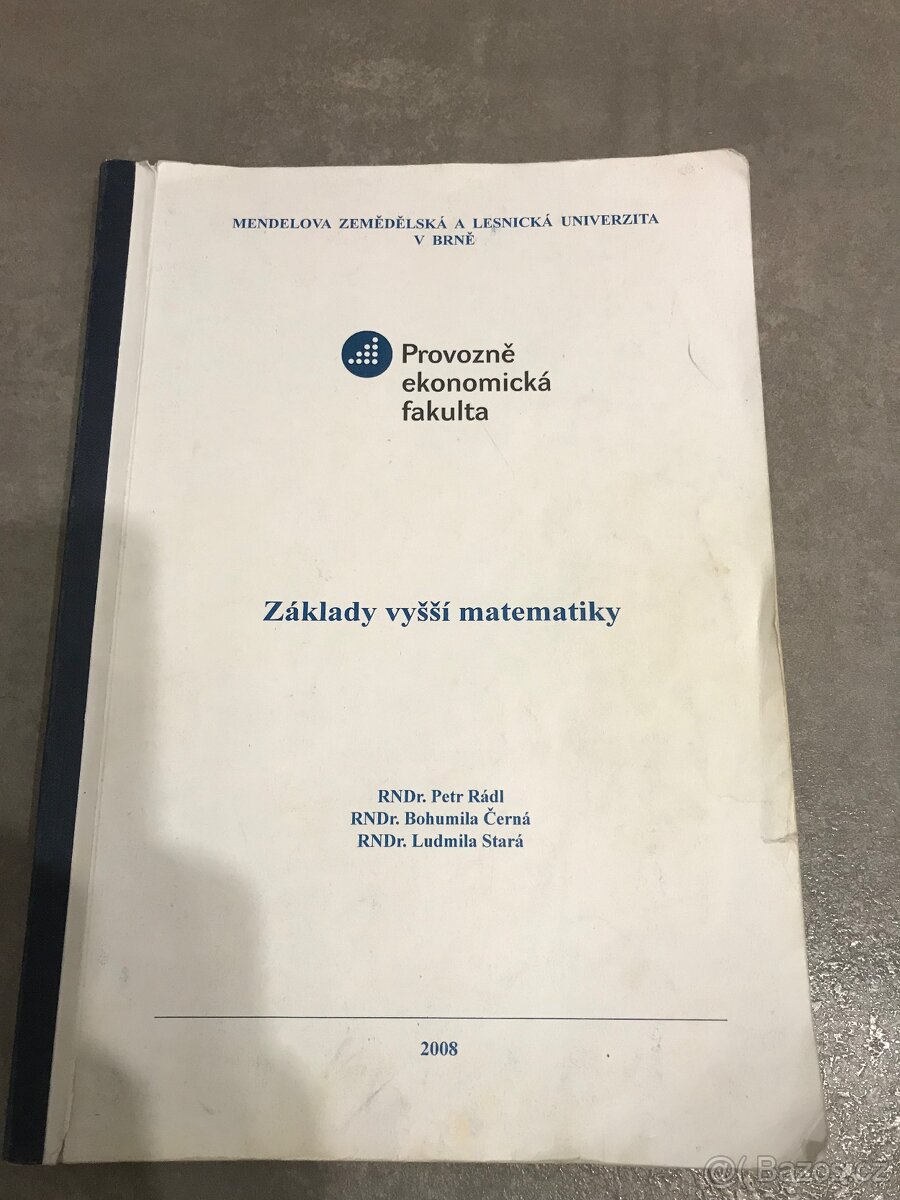 MENDELOVA ZEMĚDĚLSKÁ A LESNICKÁ UNIVERZITA
V BRNĚ
Provozně
ekonomická
fakulta
Základy vyšší matematiky
RNDr. Petr Rádl
RNDr. Bohumila Černá
RNDr. Ludmila Stará
2008
@( Bazos.cz